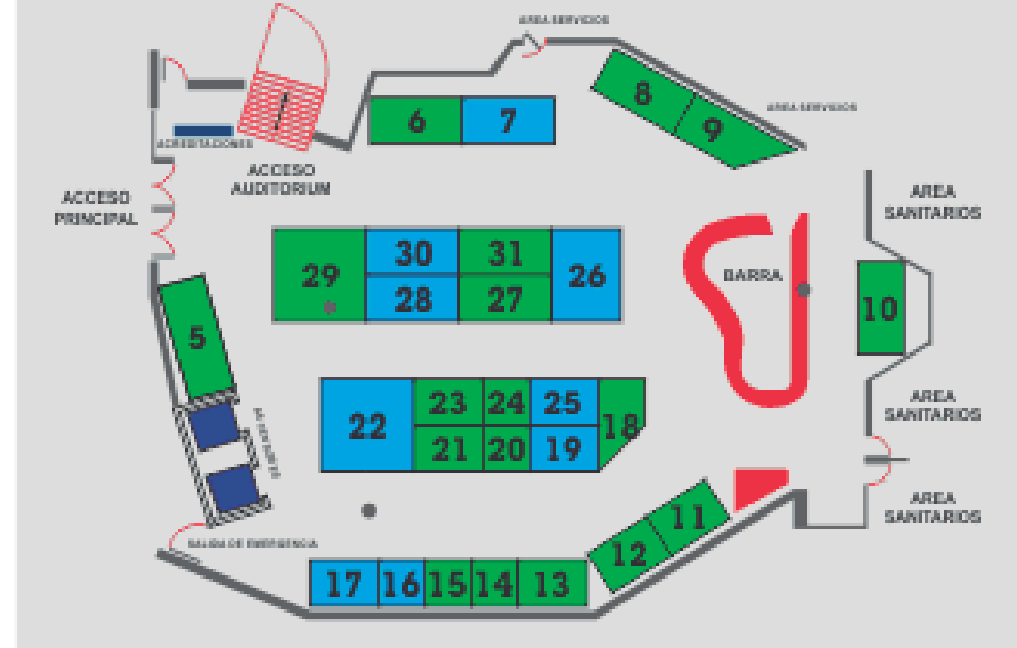 AREA SERVICIOS
8
9
AREA SERVICIOS
6
7
ACREDITACIONES
ACCESO
AUDITORIUM
ACCESO
PRINCIPAL
AREA
SANITARIOS
29
30
31
26
28
27
BARRA
10
5
22
23
24
25
18
21
20
19
AREA
SANITARIOS
AREA
SANITARIOS
SALIDA DE EMERGENCIA
11
12
17
16
15
14
13